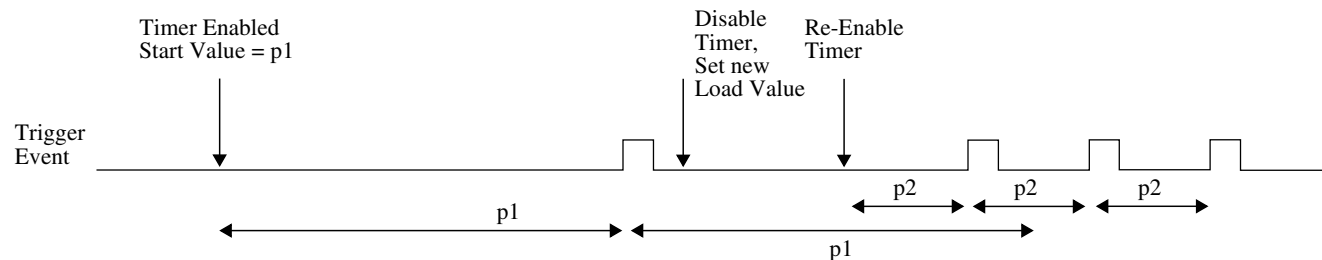 Timer Enabled
Start Value = p1
Disable
Timer,
Set new
Load Value
Re-Enable
Timer
Trigger
Event
p2
p2
p2
p1
p1